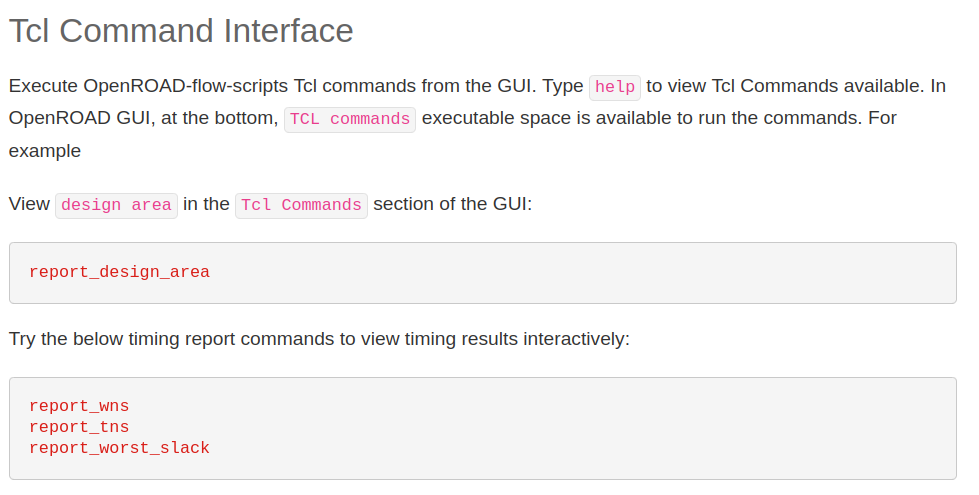 Tcl Command Interface
Execute OpenROAD-flow-scripts Tcl commands from the GUI. Type help to view Tcl Commands available. In
OpenROAD GUI, at the bottom, TCL commands executable space is available to run the commands. For
example
View design area in the Tcl Commands section of the GUI:
report_design_area
Try the below timing report commands to view timing results interactively:
report_wns
report_tns
report_worst_slack